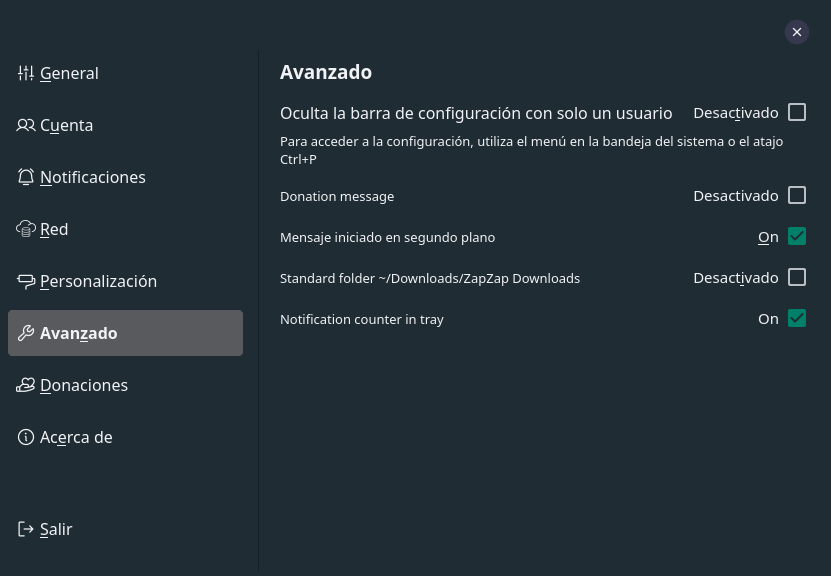 General
Cuenta
Notificaciones
Red
Personalización
Avanzado
Donaciones
Acerca de
Salir
Avanzado
Oculta la barra de configuración con solo un usuario Desactivado
Para acceder a la configuración, utiliza el menú en la bandeja del sistema o el atajo
Ctrl+P
Donation message Desactivado
Mensaje iniciado en segundo plano On
Standard folder ~/Downloads/ZapZap Downloads Desactivado
Notification counter in tray On